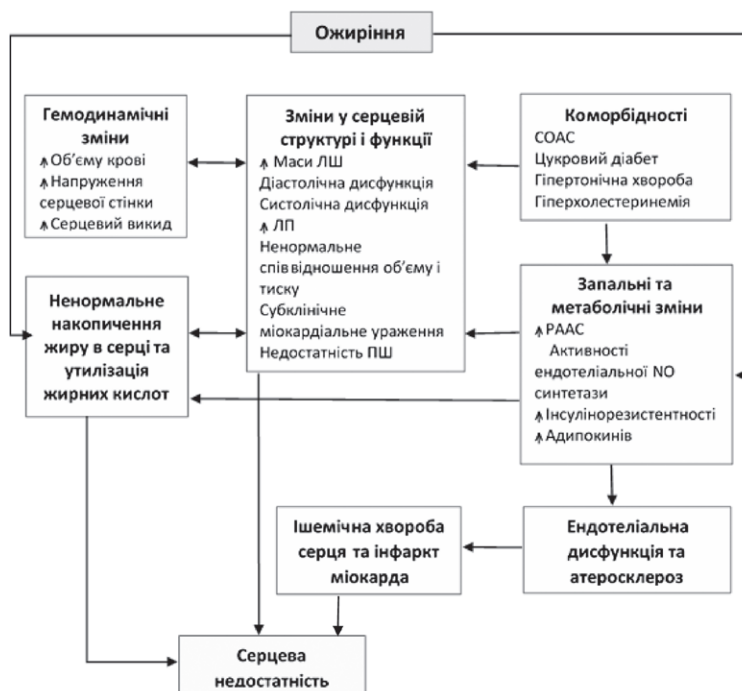 Ожиріння
Гемодинамічні
зміни
↑ Об’єму крові
↑ Напруження
серцевої стінки
↑ Серцевий викид
Зміни у серцевій
структурі і функції
↑ Маси ЛШ
Діастолічна дисфункція
Систолічна дисфункція
↑ ЛП
Ненормальне
співвідношення об’єму і
тиску
Субклінічне
міокардіальне ураження
Недостатність ПШ
Коморбідності
СОАС
Цукровий діабет
Гіпертонічна хвороба
Гіперхолестеринемія
Ненормальне
накопичення
жиру в серці та
утилізація
жирних кислот
Запальні та
метаболічні зміни
↑ РААС
Активності
ендотеліальної NO
синтетази
↑ Інсулінорезистентності
↑ Адипокинів
Ішемічна хвороба
серця та інфаркт
міокарда
Ендотеліальна
дисфункція та
атеросклероз
Серцева
недостатність